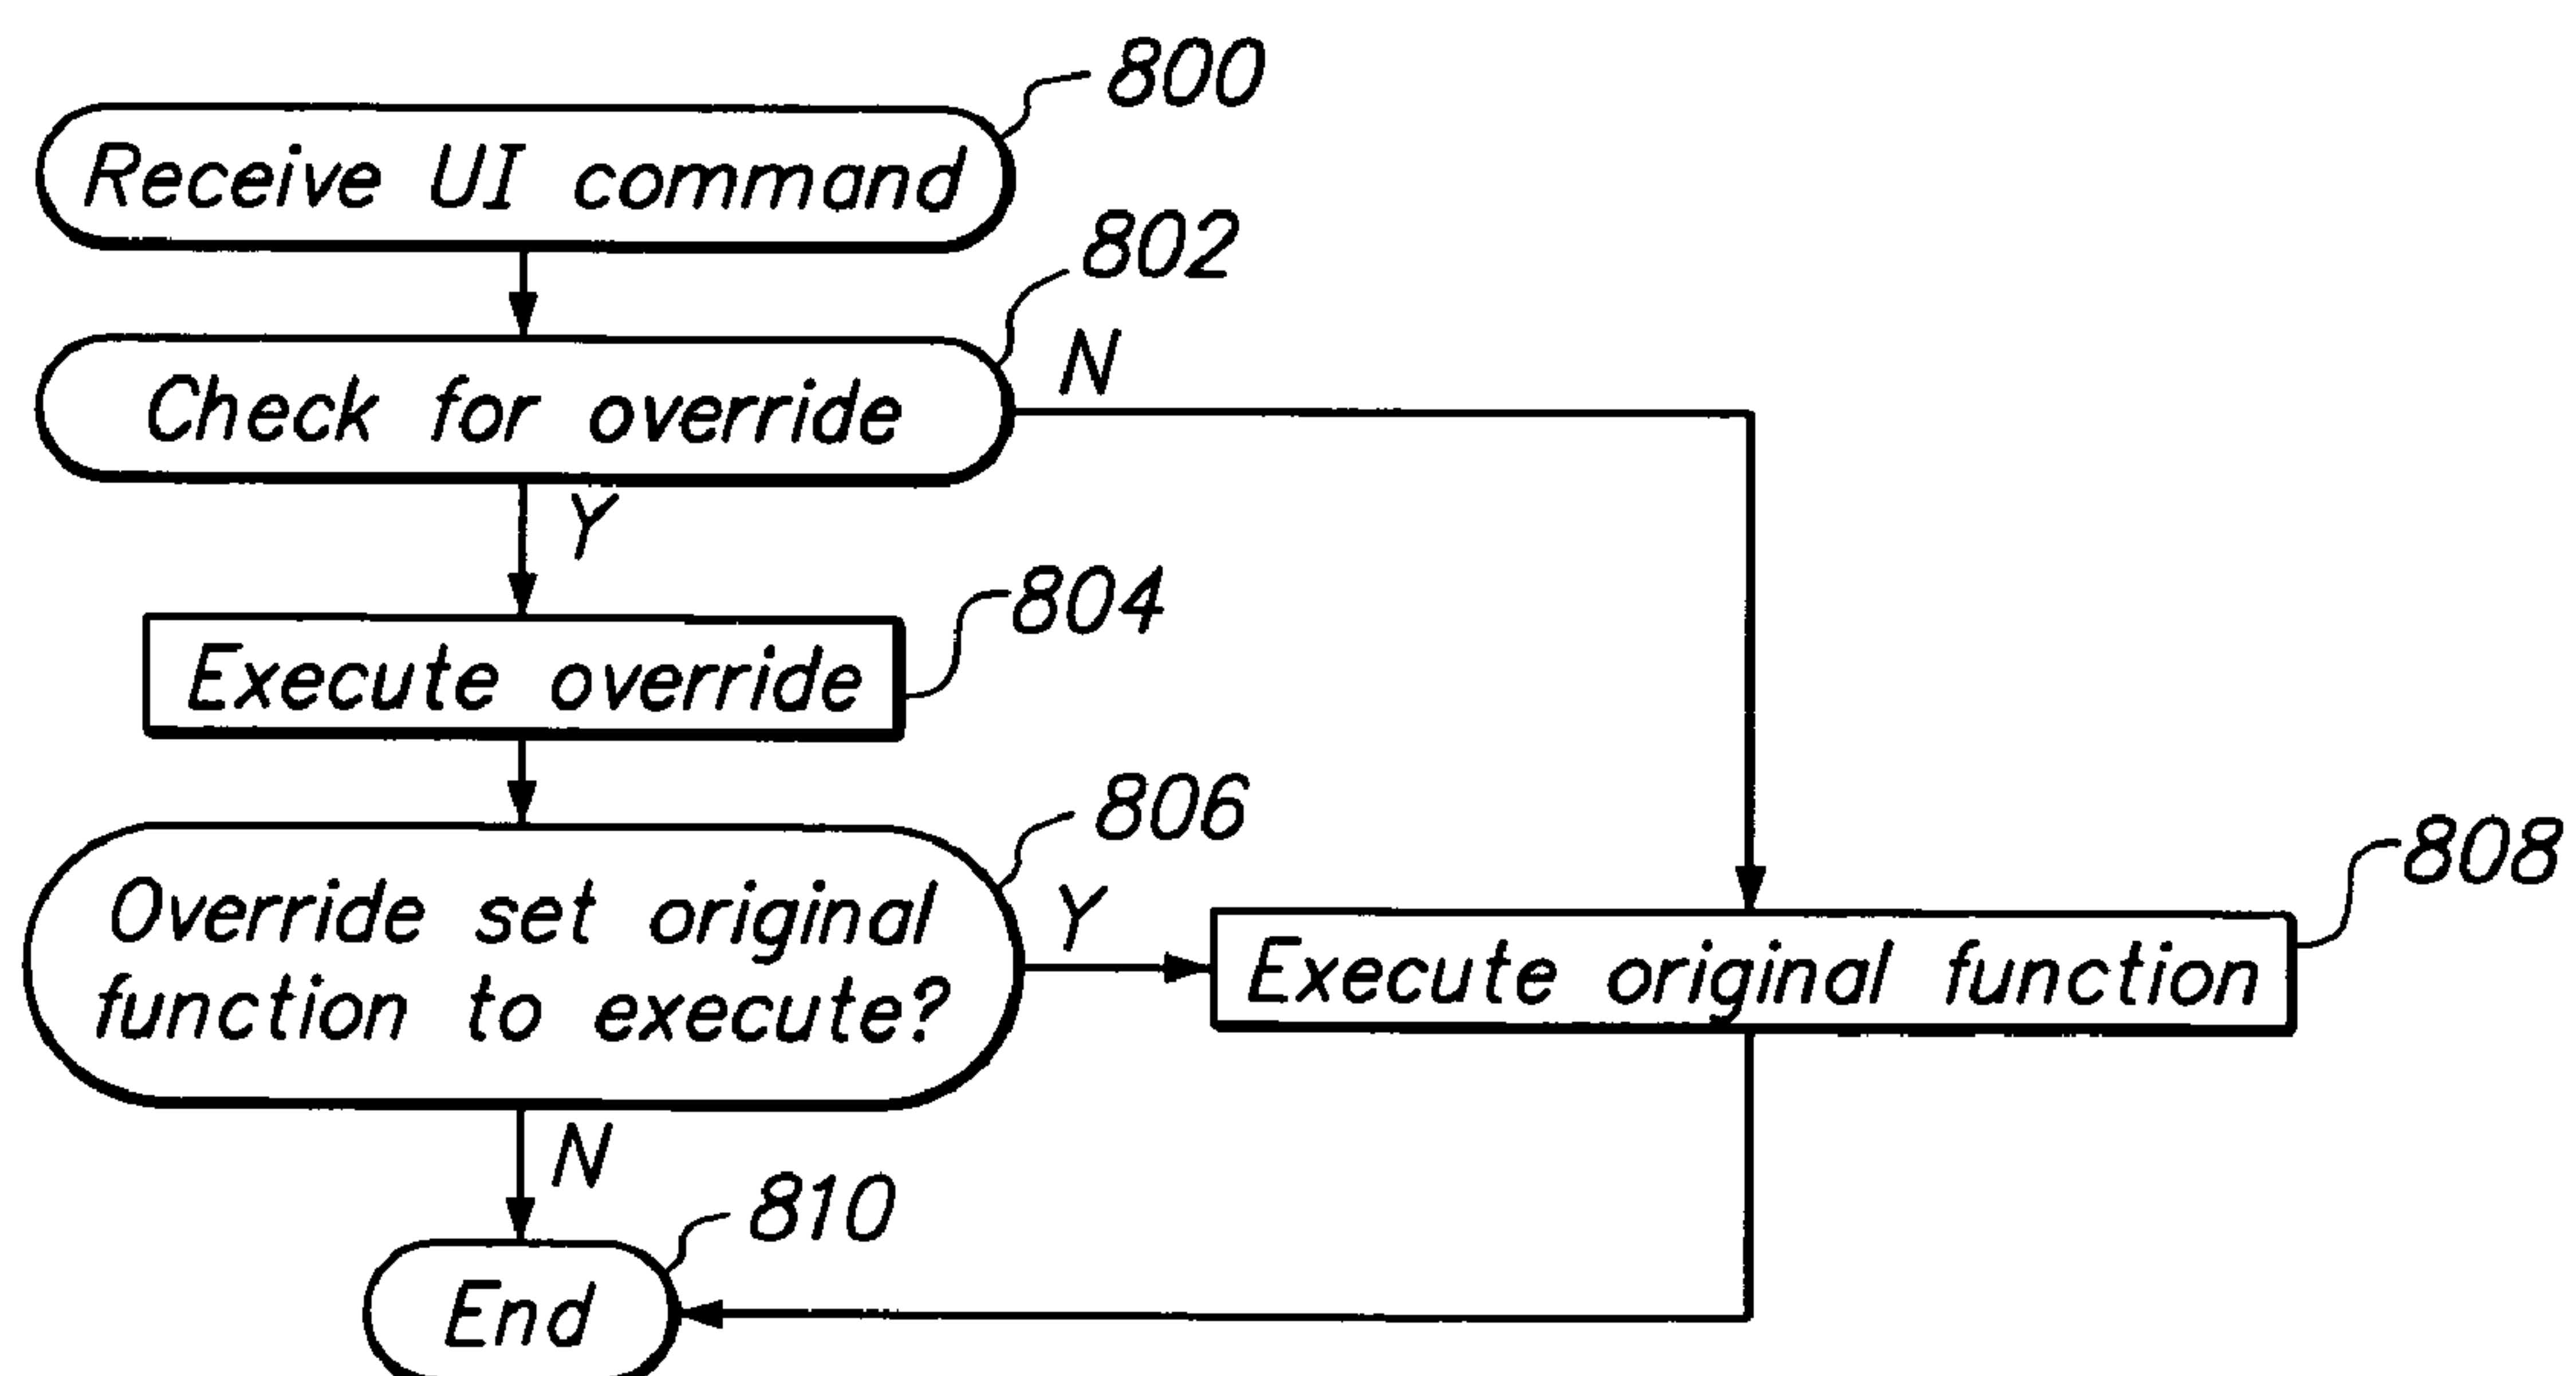 800
Receive UI command
802
N
Check for override
Y
804
Execute override
806
Override set original
function to execute?
Y
808
Execute original function
N
810
End